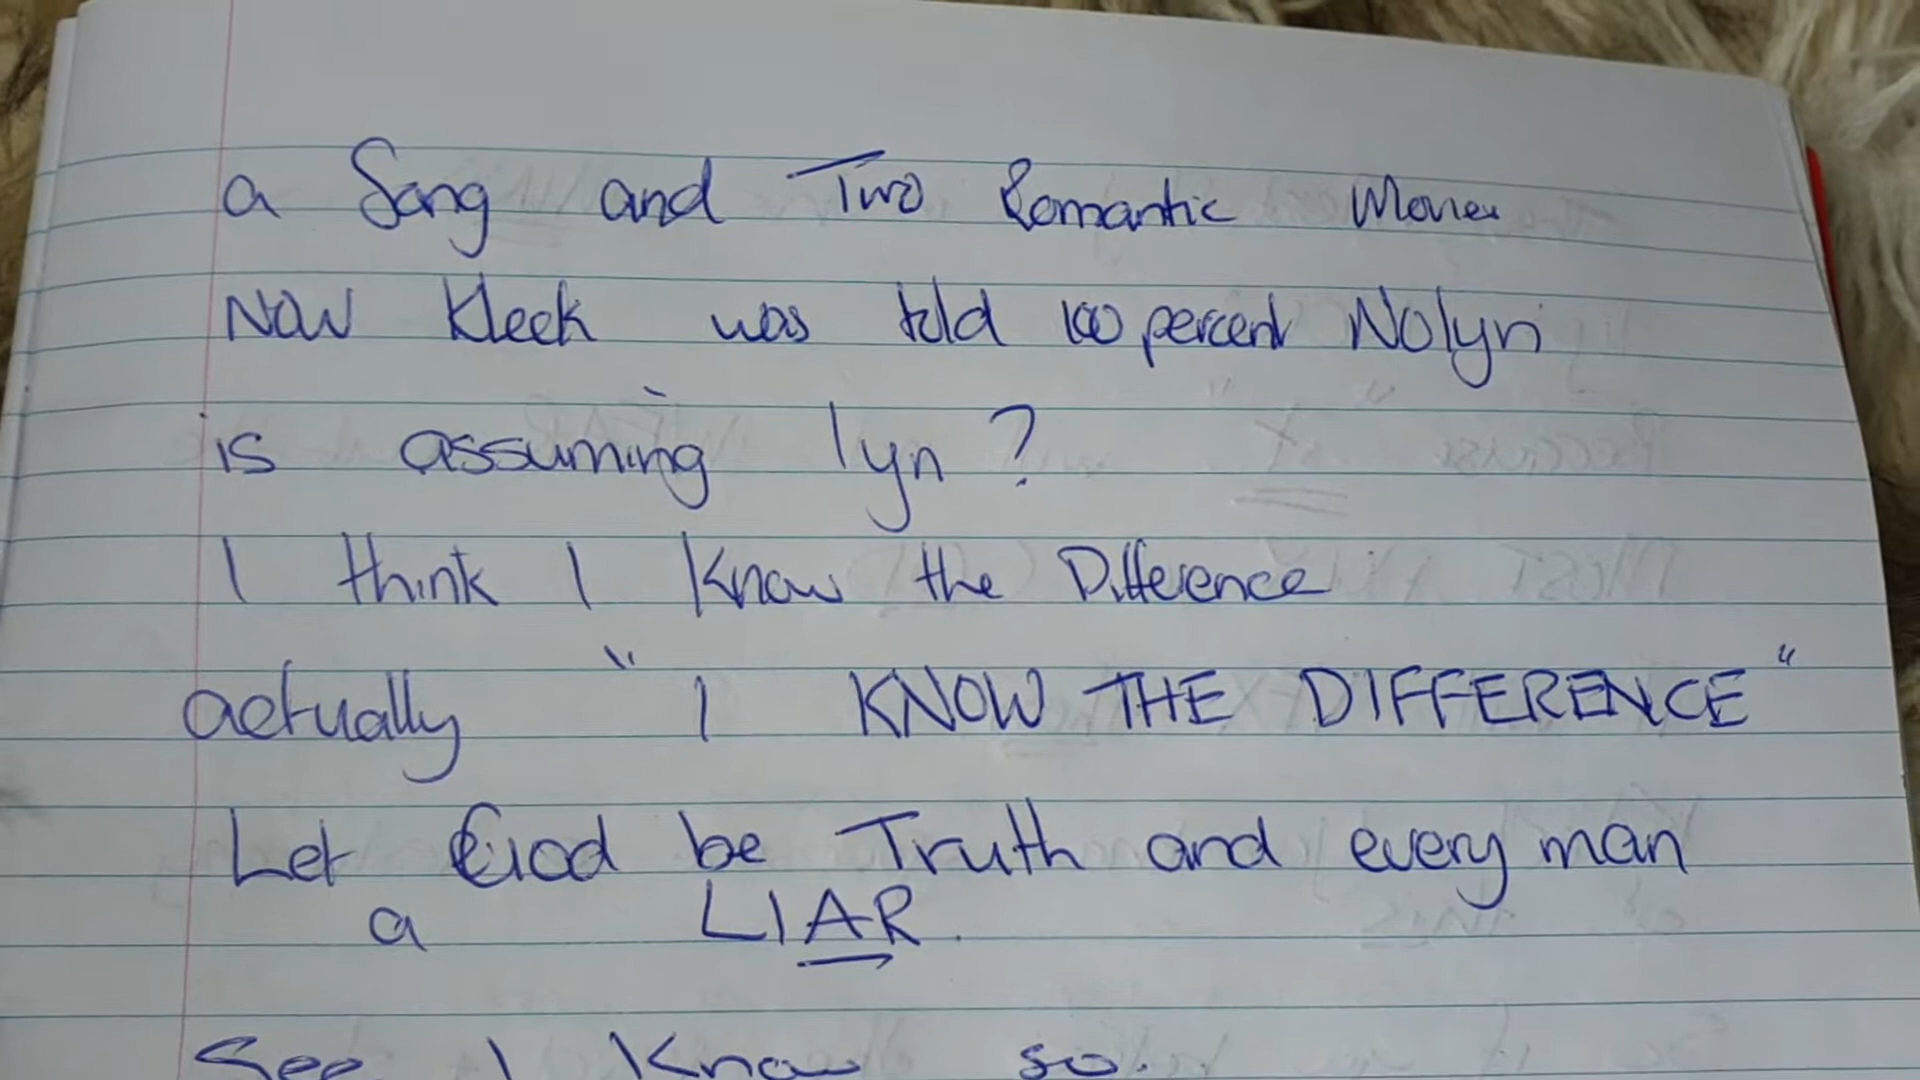 a Song and Two Romantic Movies
Now Kleek was told 100 percent Nolyn
is assuming lyn ?
I think I Know the Difference
actually " I KNOW THE DIFFERENCE "
Let God be Truth and every man
a LIAR.
See I Know so.